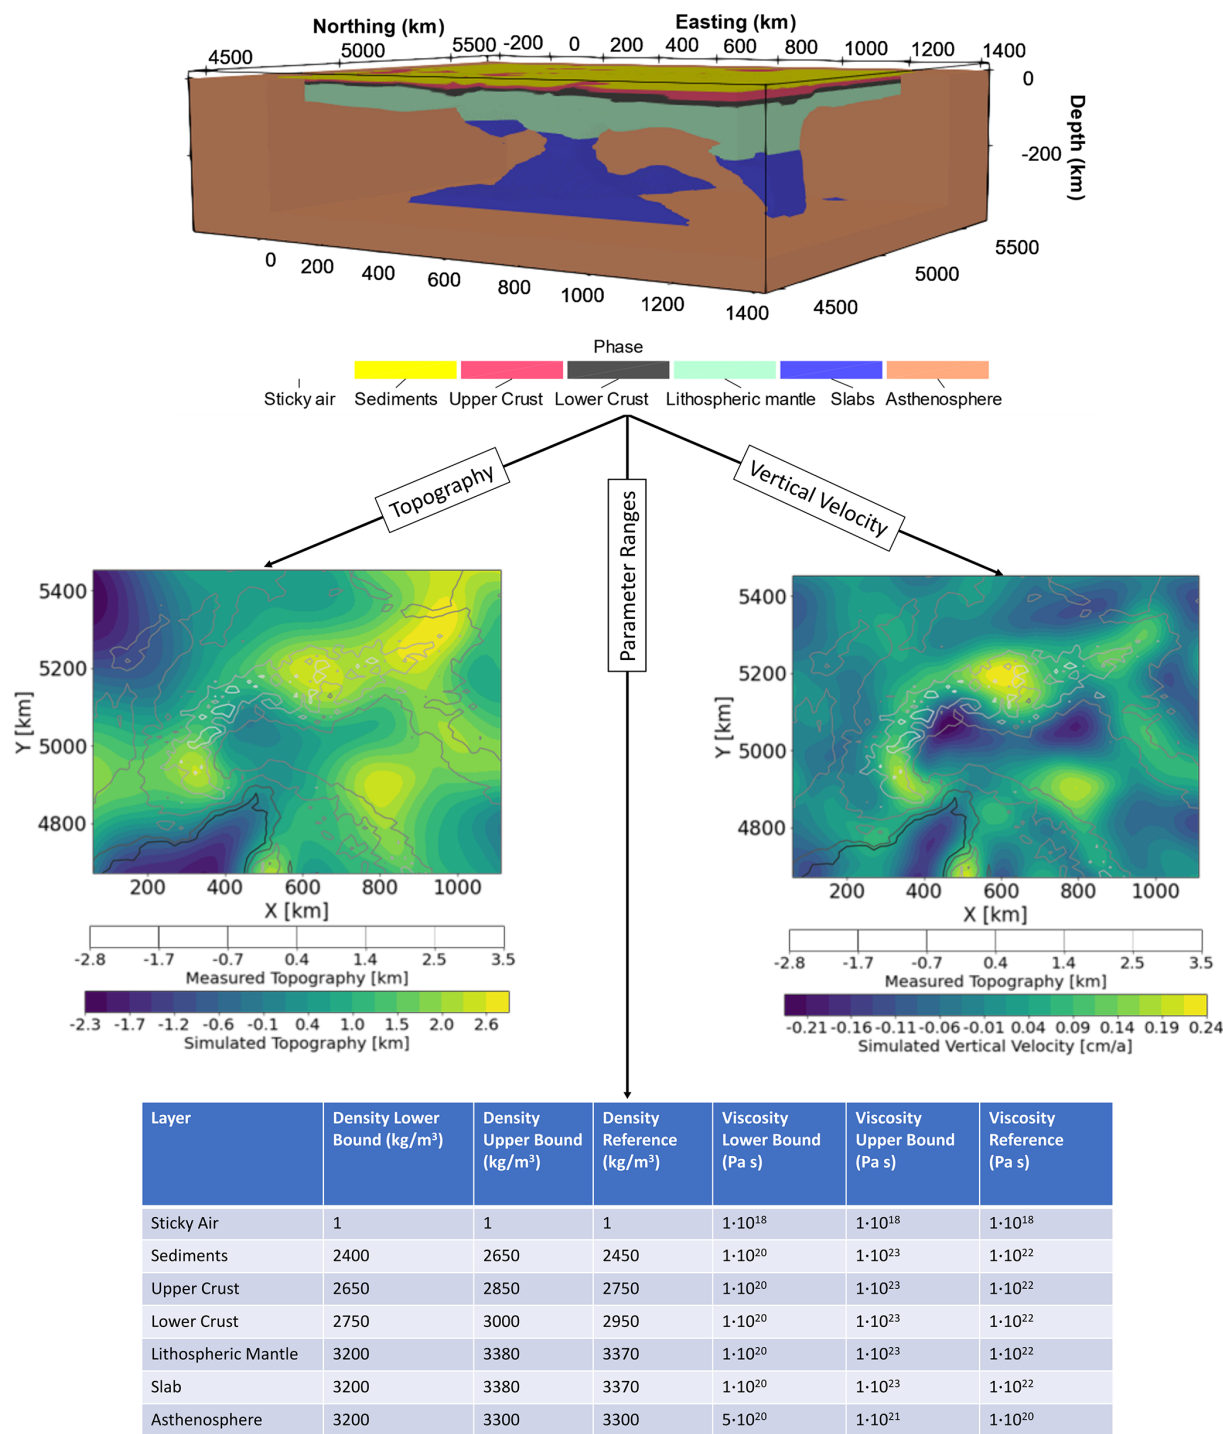 Northing (km) Easting (km)
4500 5000 5500 -200 0 200 400 600 800 1000 1200 1400
0
-200
Depth (km)
0 200 400 600 800 1000 1200 1400 4500 5000 5500
Phase
Sticky air Sediments Upper Crust Lower Crust Lithospheric mantle Slabs Asthenosphere
Topography
Parameter Ranges
Vertical Velocity
5400
5200
5000
4800
Y [km]
200 400 600 800 1000
X [km]
-2.8 -1.7 -0.7 0.4 1.4 2.5 3.5
Measured Topography [km]
-2.3 -1.7 -1.2 -0.6 -0.1 0.4 1.0 1.5 2.0 2.6
Simulated Topography [km]
5400
5200
5000
4800
Y [km]
200 400 600 800 1000
X [km]
-2.8 -1.7 -0.7 0.4 1.4 2.5 3.5
Measured Topography [km]
-0.21 -0.16 -0.11 -0.06 -0.01 0.04 0.09 0.14 0.19 0.24
Simulated Vertical Velocity [cm/a]
Layer Density Lower Density Density Viscosity Viscosity Viscosity
Bound (kg/m³) Upper Bound Reference Lower Bound Upper Bound Reference
(kg/m³) (kg/m³) (Pa s) (Pa s) (Pa s)
Sticky Air 1 1 1 1·10¹⁸ 1·10¹⁸ 1·10¹⁸
Sediments 2400 2650 2450 1·10²⁰ 1·10²³ 1·10²²
Upper Crust 2650 2850 2750 1·10²⁰ 1·10²³ 1·10²²
Lower Crust 2750 3000 2950 1·10²⁰ 1·10²³ 1·10²²
Lithospheric Mantle 3200 3380 3370 1·10²⁰ 1·10²³ 1·10²²
Slab 3200 3380 3370 1·10²⁰ 1·10²³ 1·10²²
Asthenosphere 3200 3300 3300 5·10²⁰ 1·10²¹ 1·10²⁰